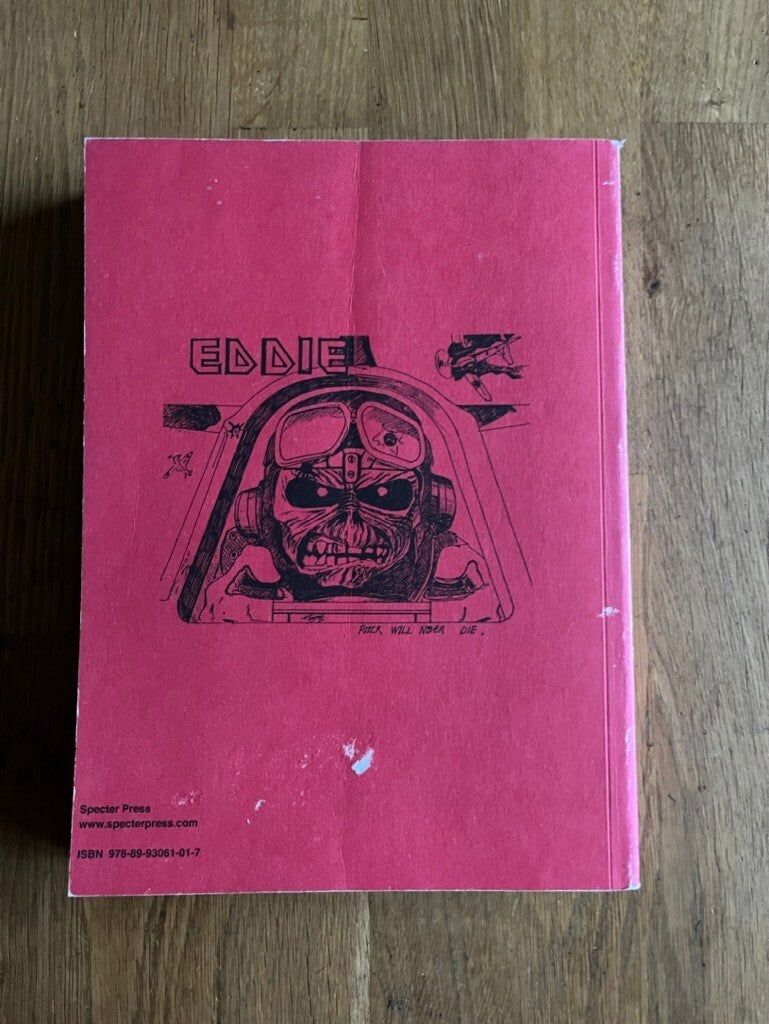 EDDIE
ROCK WILL NEVER DIE.
Specter Press
www.specterpress.com
ISBN 978-89-93061-01-7